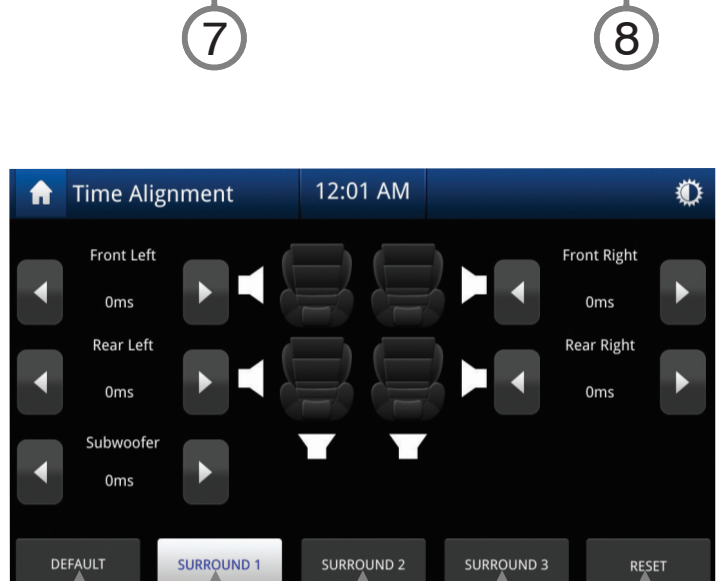 7 8
Time Alignment 12:01 AM
Front Left Front Right
0ms 0ms
Rear Left Rear Right
0ms 0ms
Subwoofer
0ms
DEFAULT SURROUND 1 SURROUND 2 SURROUND 3 RESET